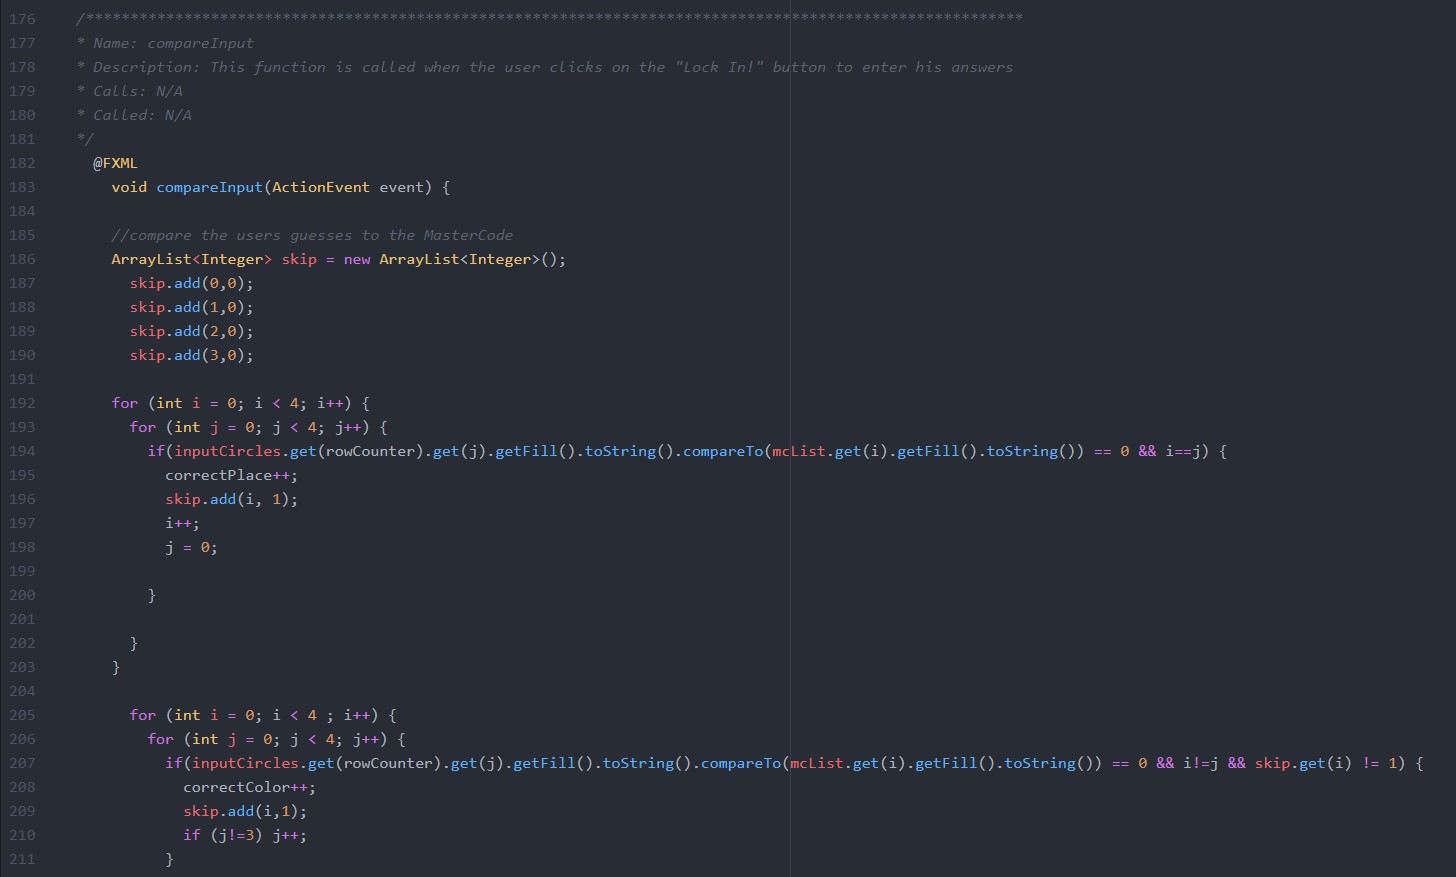 176 /*********************************************************************************************************
177 * Name: compareInput
178 * Description: This function is called when the user clicks on the "Lock In!" button to enter his answers
179 * Calls: N/A
180 * Called: N/A
181 */
182 @FXML
183 void compareInput(ActionEvent event) {
184
185 //compare the users guesses to the MasterCode
186 ArrayList<Integer> skip = new ArrayList<Integer>();
187 skip.add(0,0);
188 skip.add(1,0);
189 skip.add(2,0);
190 skip.add(3,0);
191
192 for (int i = 0; i < 4; i++) {
193 for (int j = 0; j < 4; j++) {
194 if(inputCircles.get(rowCounter).get(j).getFill().toString().compareTo(mcList.get(i).getFill().toString()) == 0 && i==j) {
195 correctPlace++;
196 skip.add(i, 1);
197 i++;
198 j = 0;
199
200 }
201
202 }
203 }
204
205 for (int i = 0; i < 4 ; i++) {
206 for (int j = 0; j < 4; j++) {
207 if(inputCircles.get(rowCounter).get(j).getFill().toString().compareTo(mcList.get(i).getFill().toString()) == 0 && i!=j && skip.get(i) != 1) {
208 correctColor++;
209 skip.add(i,1);
210 if (j!=3) j++;
211 }